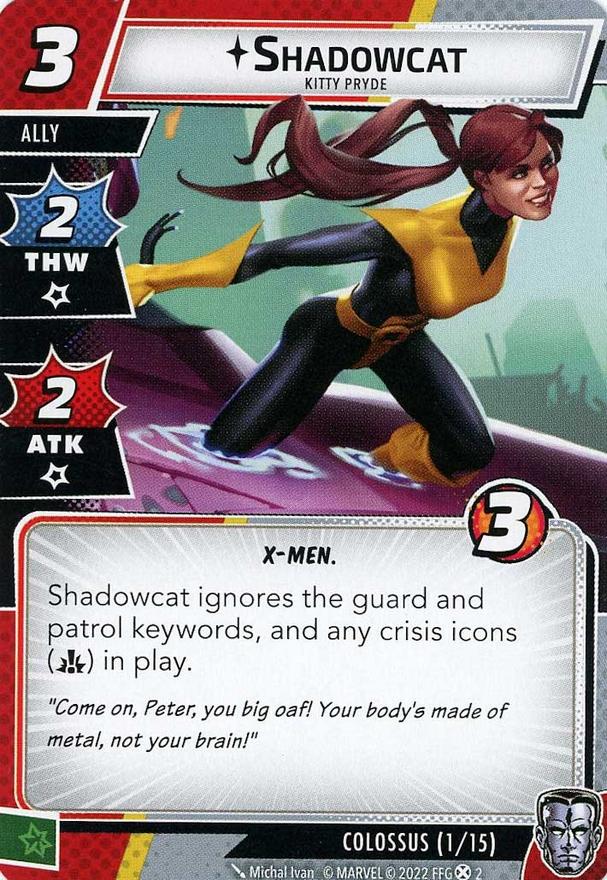 3
SHADOWCAT
KITTY PRYDE
ALLY
2
THW
2
ATK
3
X-MEN.
Shadowcat ignores the guard and
patrol keywords, and any crisis icons
() in play.
"Come on, Peter, you big oaf! Your body's made of
metal, not your brain!"
COLOSSUS (1/15)
Michal Ivan © MARVEL © 2022 FFG 2